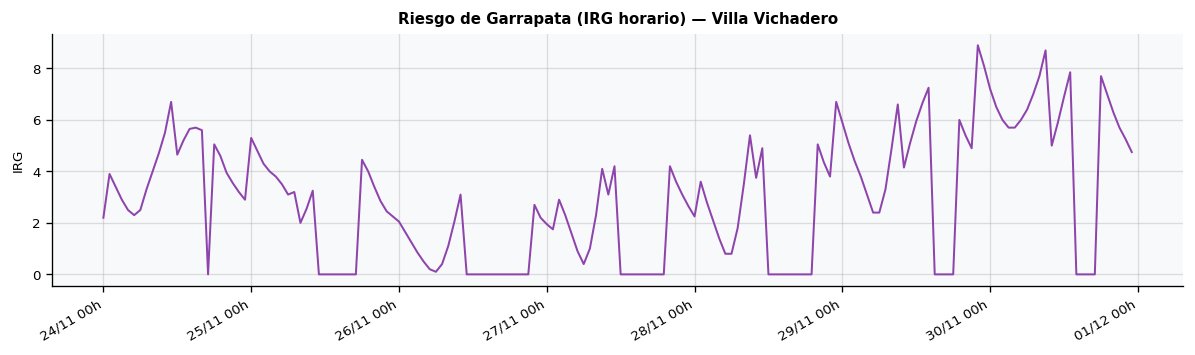 Riesgo de Garrapata (IRG horario) — Villa Vichadero
IRG
8
6
4
2
0
24/11 00h
25/11 00h
26/11 00h
27/11 00h
28/11 00h
29/11 00h
30/11 00h
01/12 00h